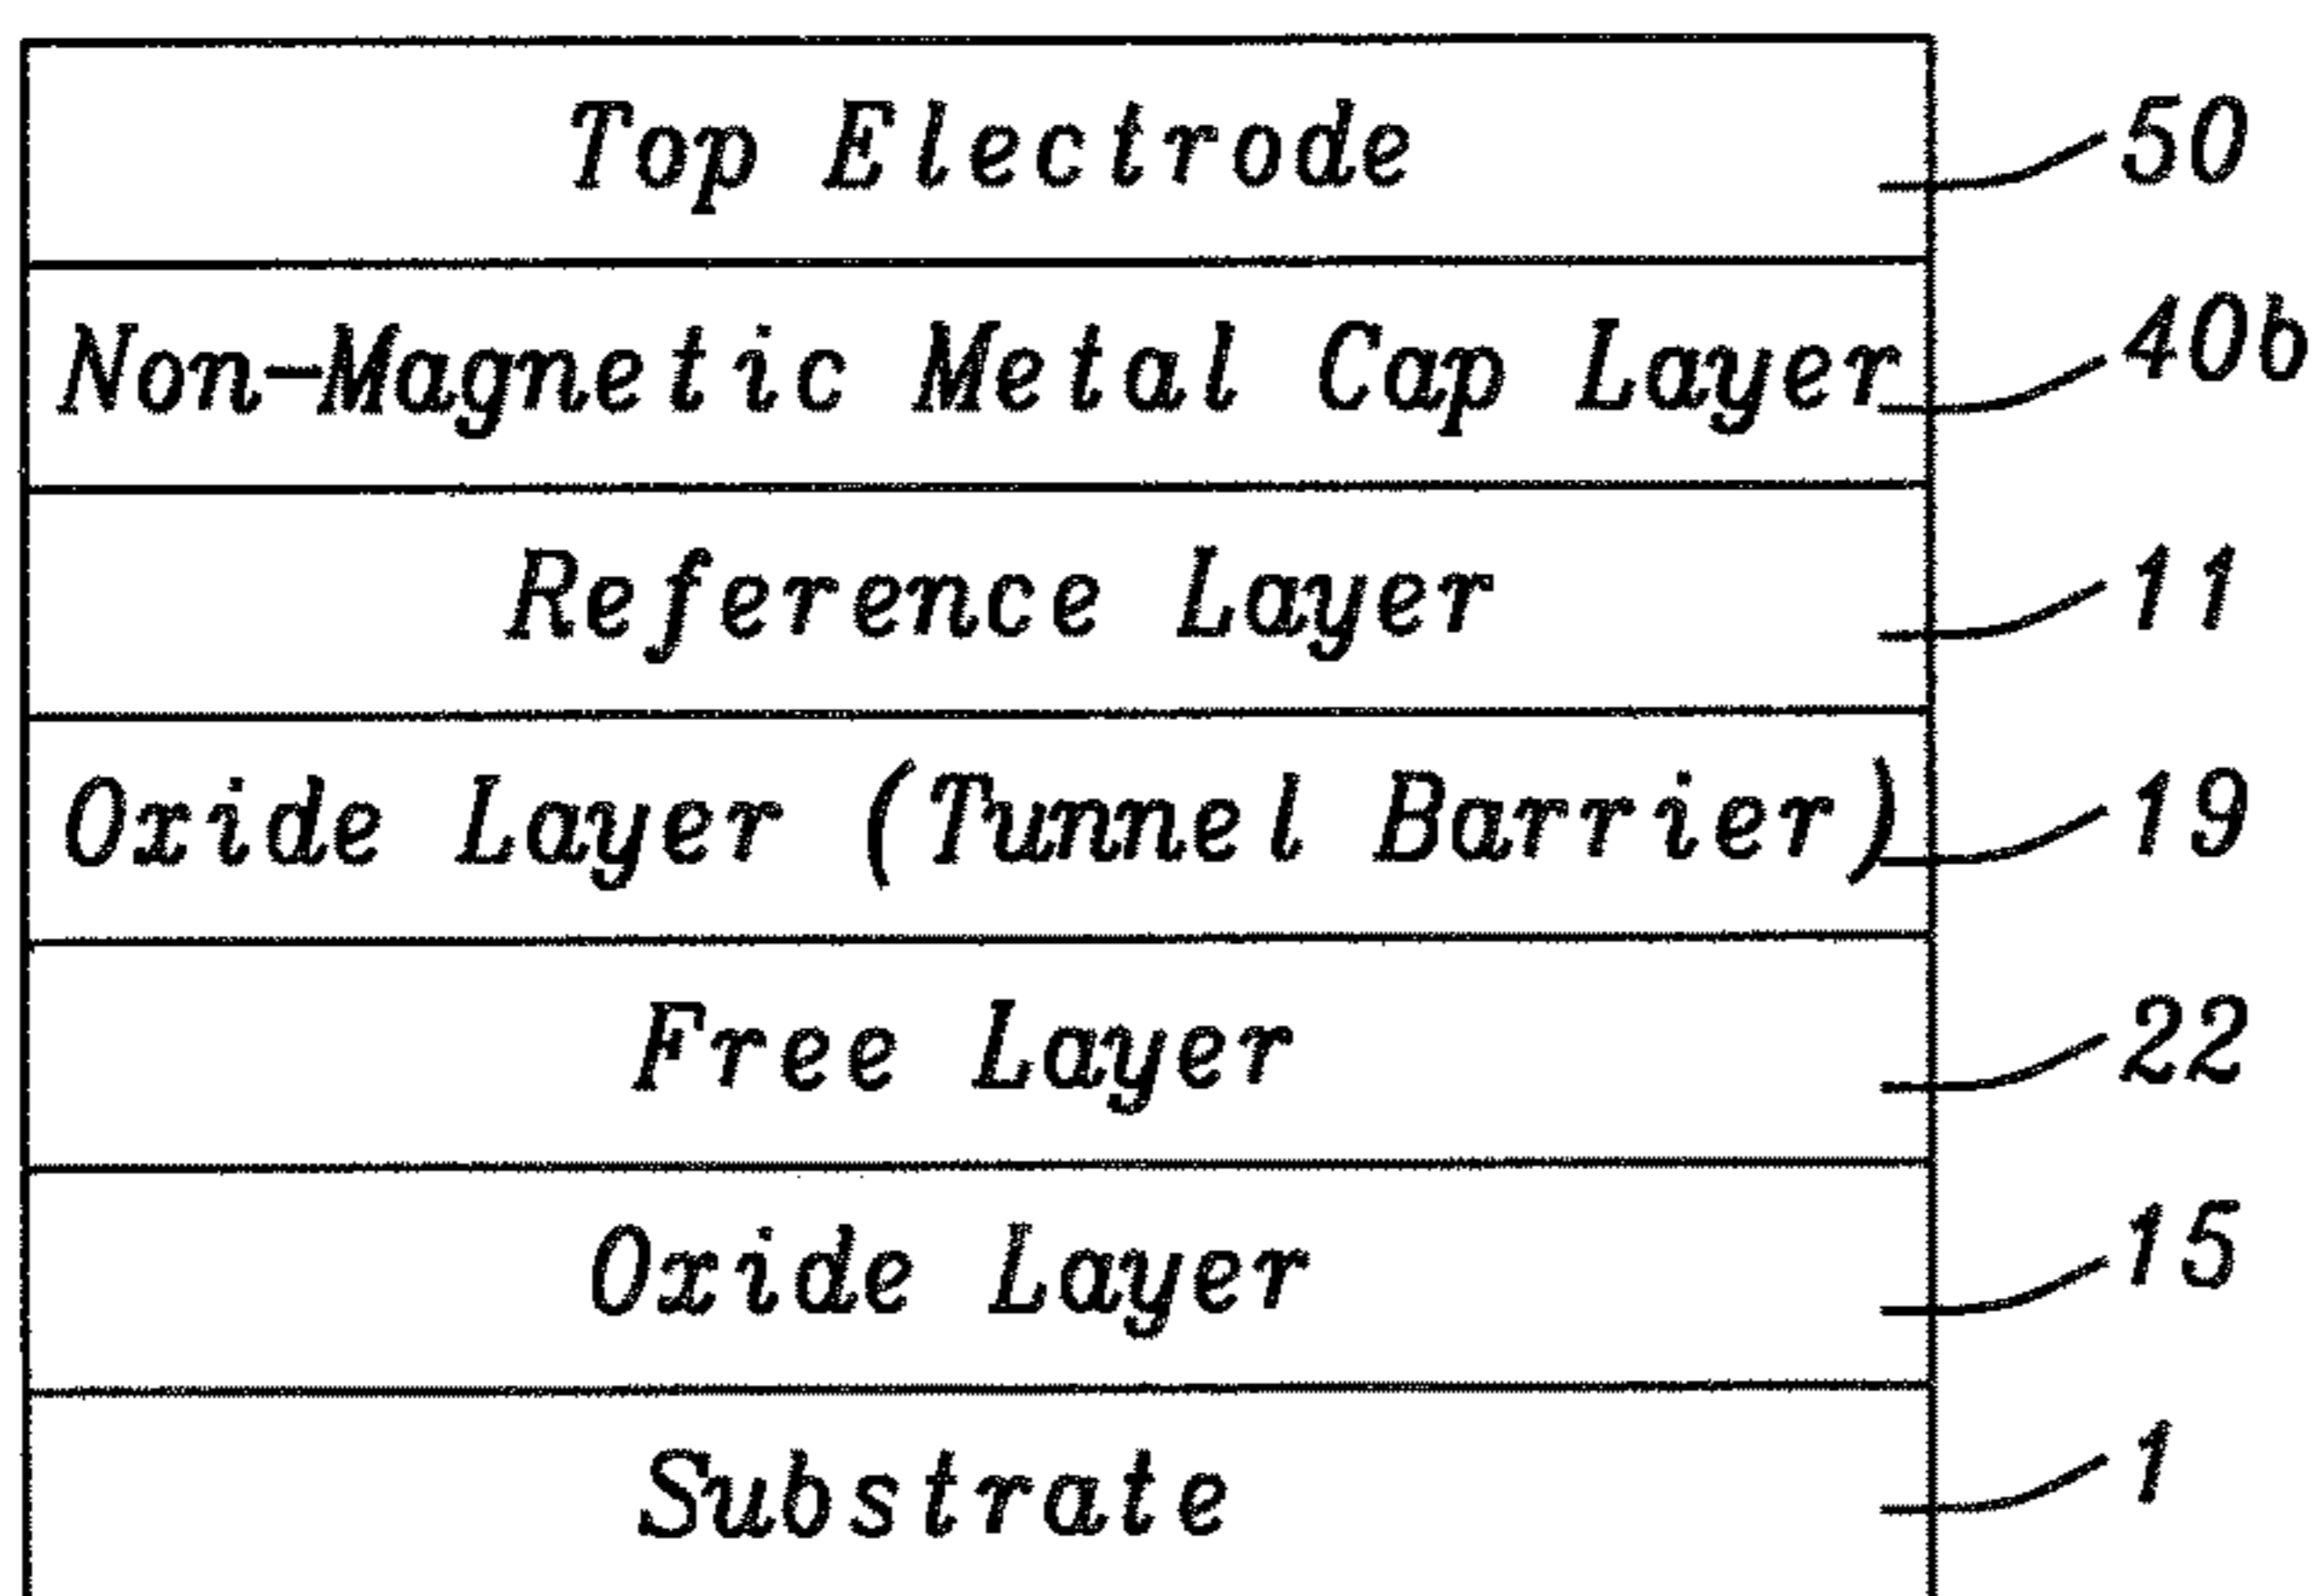 Top Electrode 50
Non-Magnetic Metal Cap Layer 40b
Reference Layer 11
Oxide Layer (Tunnel Barrier) 19
Free Layer 22
Oxide Layer 15
Substrate 1